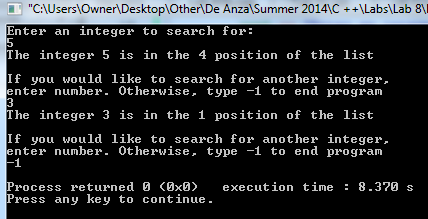 "C:\Users\Owner\Desktop\Other\De Anza\Summer 2014\C ++\Labs\Lab 8\
Enter an integer to search for:
5
The integer 5 is in the 4 position of the list
If you would like to search for another integer,
enter number. Otherwise, type -1 to end program
3
The integer 3 is in the 1 position of the list
If you would like to search for another integer,
enter number. Otherwise, type -1 to end program
-1
Process returned 0 (0x0)   execution time : 8.370 s
Press any key to continue.